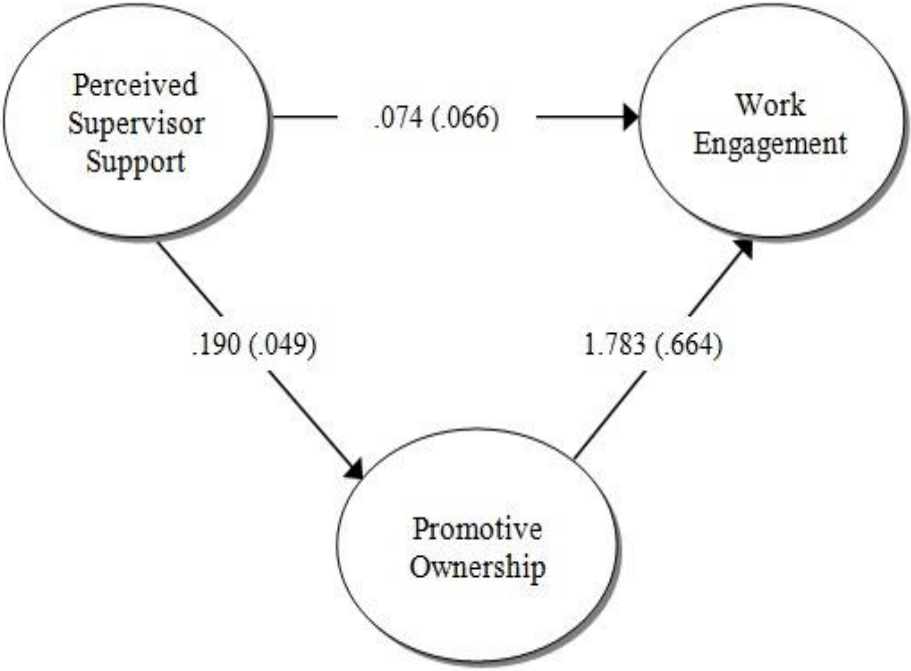 Perceived
Supervisor
Support
.074 (.066)
Work
Engagement
.190 (.049)
1.783 (.664)
Promotive
Ownership